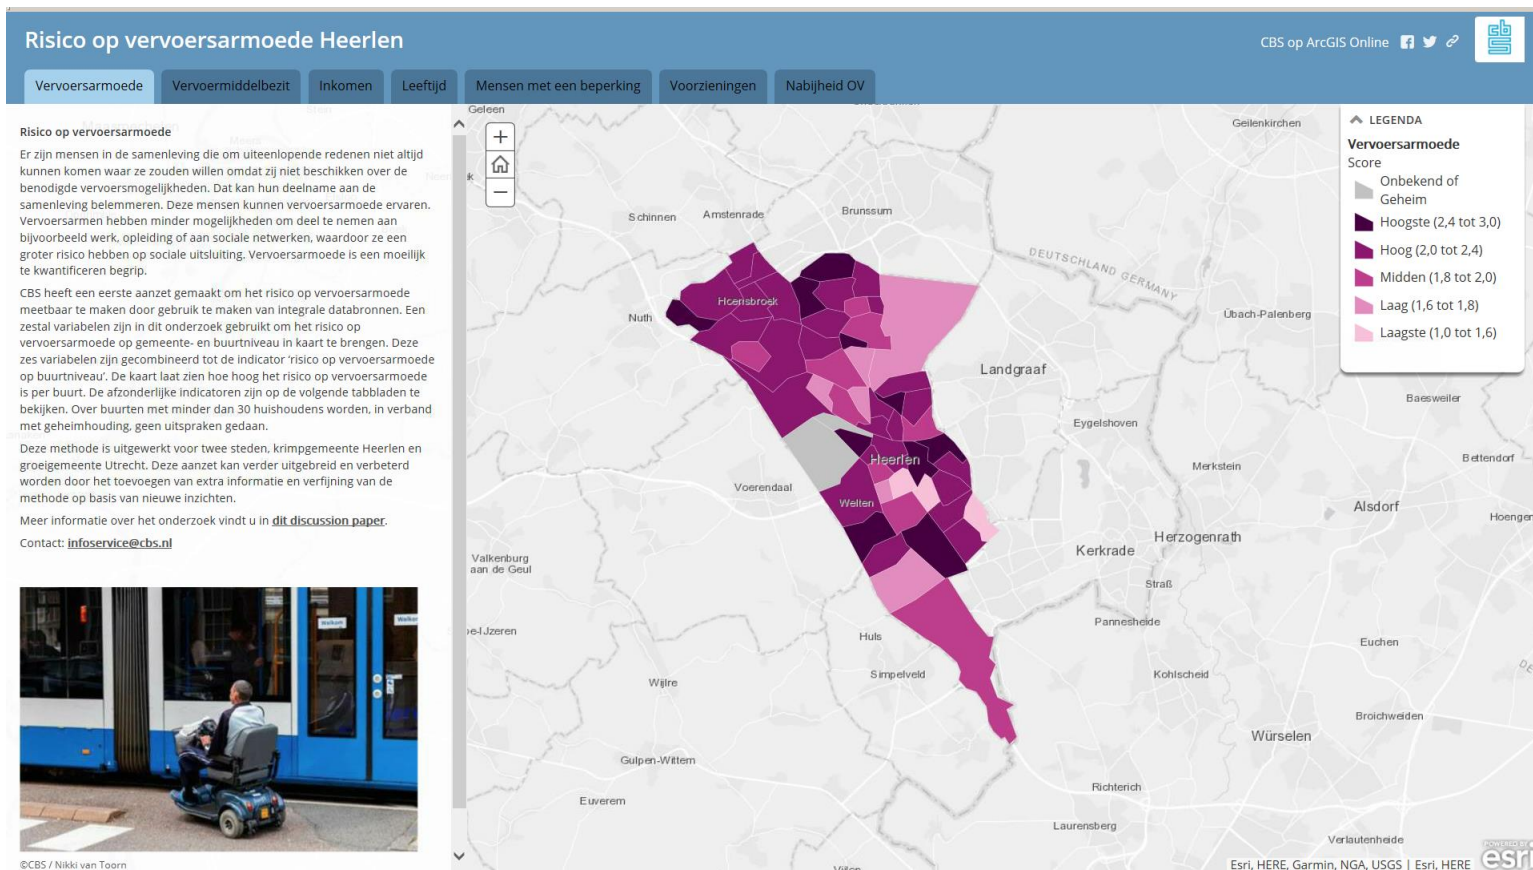 Risico op vervoersarmoede Heerlen
CBS op ArcGIS Online
cbs
Vervoersarmoede
Vervoermiddelbezit
Inkomen
Leeftijd
Mensen met een beperking
Voorzieningen
Nabijheid OV
Risico op vervoersarmoede
Er zijn mensen in de samenleving die om uiteenlopende redenen niet altijd
kunnen komen waar ze zouden willen omdat zij niet beschikken over de
benodigde vervoersmogelijkheden. Dat kan hun deelname aan de
samenleving belemmeren. Deze mensen kunnen vervoersarmoede ervaren.
Vervoersarmen hebben minder mogelijkheden om deel te nemen aan
bijvoorbeeld werk, opleiding of aan sociale netwerken, waardoor ze een
groter risico hebben op sociale uitsluiting. Vervoersarmoede is een moeilijk
te kwantificeren begrip.
CBS heeft een eerste aanzet gemaakt om het risico op vervoersarmoede
meetbaar te maken door gebruik te maken van integrale databronnen. Een
zestal variabelen zijn in dit onderzoek gebruikt om het risico op
vervoersarmoede op gemeente- en buurtniveau in kaart te brengen. Deze
zes variabelen zijn gecombineerd tot de indicator 'risico op vervoersarmoede
op buurtniveau'. De kaart laat zien hoe hoog het risico op vervoersarmoede
is per buurt. De afzonderlijke indicatoren zijn op de volgende tabbladen te
bekijken. Over buurten met minder dan 30 huishoudens worden, in verband
met geheimhouding, geen uitspraken gedaan.
Deze methode is uitgewerkt voor twee steden, krimpgemeente Heerlen en
groeigemeente Utrecht. Deze aanzet kan verder uitgebreid en verbeterd
worden door het toevoegen van extra informatie en verfijning van de
methode op basis van nieuwe inzichten.
Meer informatie over het onderzoek vindt u in dit discussion paper.
Contact: infoservice@cbs.nl
Welkom
©CBS / Nikki van Toorn
Geleen
Geilenkirchen
Schinnen
Amstenrade
Brunssum
DEUTSCHLAND
GERMANY
Hoensbroek
Nuth
Übach-Palenberg
Landgraaf
Baesweiler
Eygelshoven
Heerlen
Merkstein
Bettendorf
Voerendaal
Welten
Alsdorf
Hoengen
Herzogenrath
Kerkrade
Valkenburg
aan de Geul
Straß
Pannesheide
Huls
Euchen
Simpelveld
Kohlscheid
Wijlre
Broichweiden
Würselen
Gulpen-Wittem
Richterich
Euverem
Laurensberg
Verlautenheide
LEGENDA
Vervoersarmoede
Score
Onbekend of
Geheim
Hoogste (2,4 tot 3,0)
Hoog (2,0 tot 2,4)
Midden (1,8 tot 2,0)
Laag (1,6 tot 1,8)
Laagste (1,0 tot 1,6)
Esri, HERE, Garmin, NGA, USGS | Esri, HERE
POWERED BY
esri